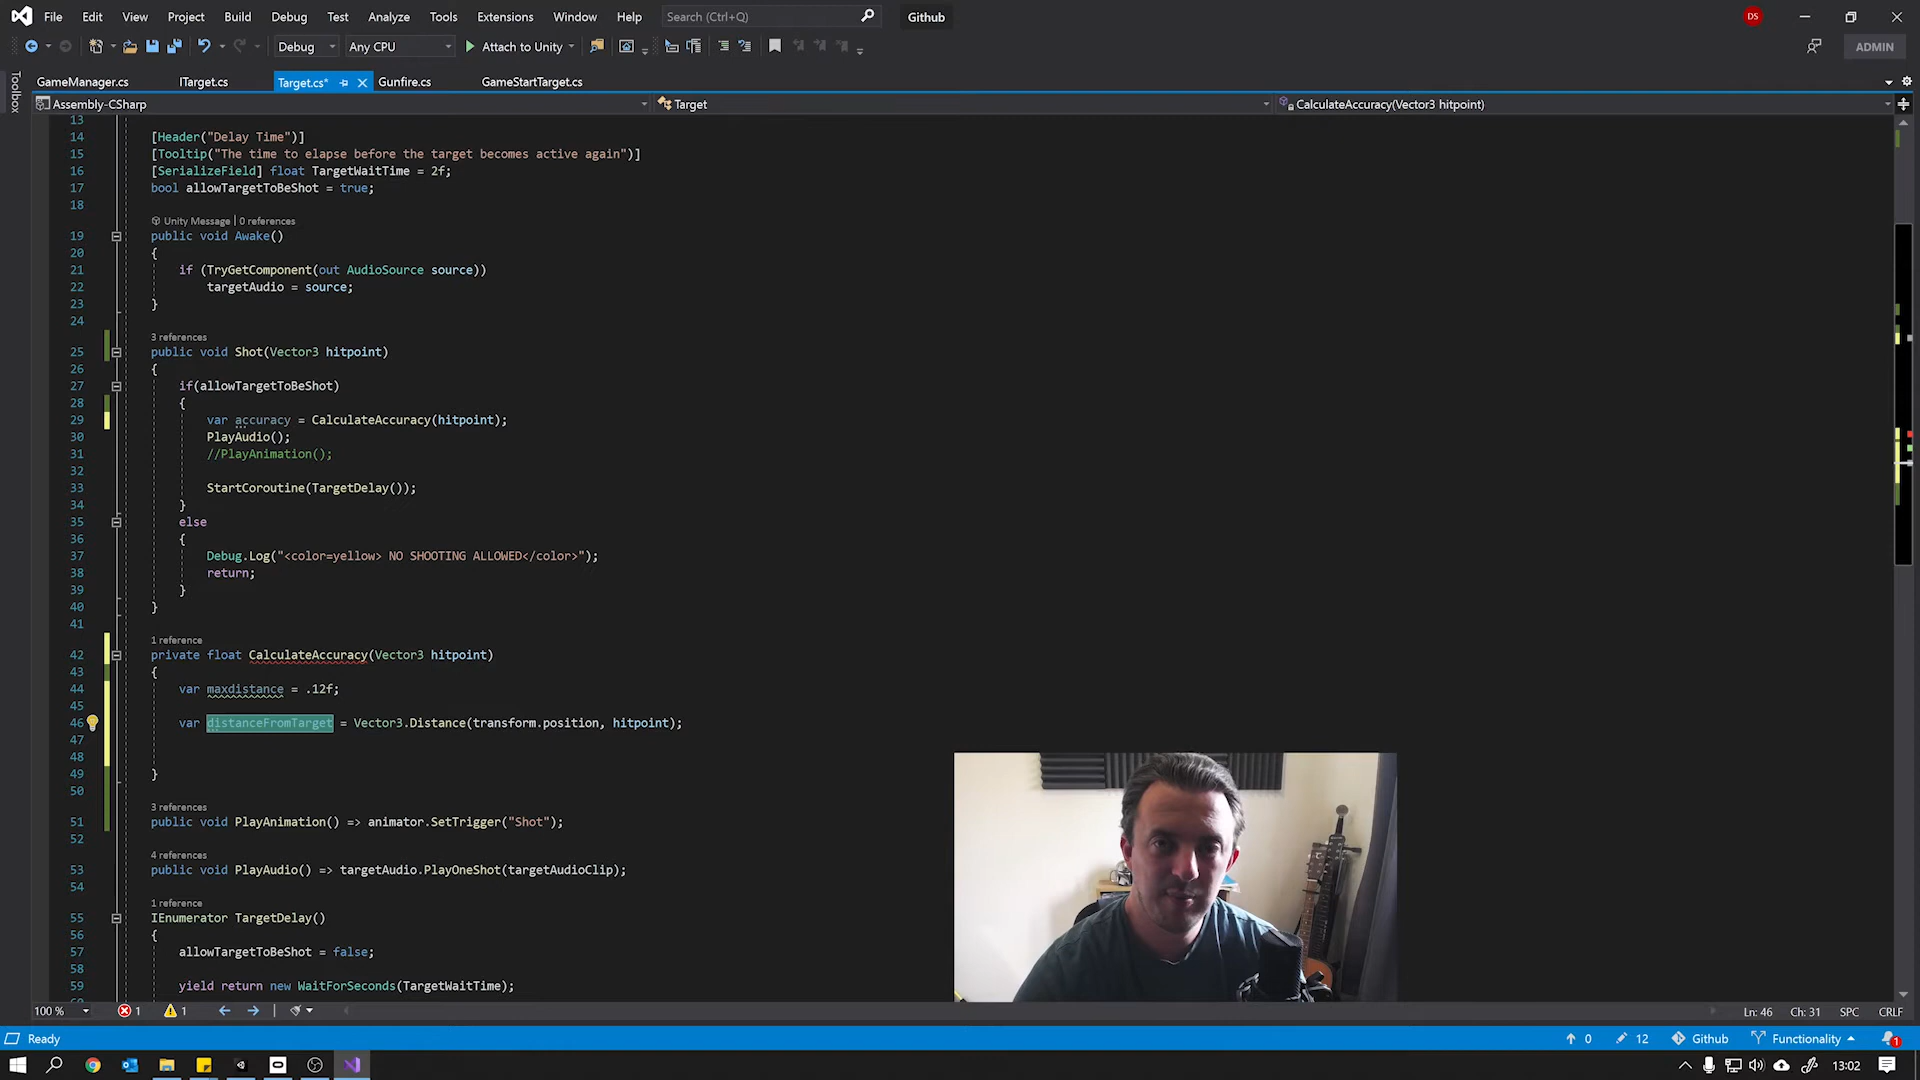 File Edit View Project Build Debug Test Analyze Tools Extensions Window Help Search (Ctrl+Q) Github DS
Debug Any CPU Attach to Unity ADMIN
Toolbox
GameManager.cs ITarget.cs Target.cs* Gunfire.cs GameStartTarget.cs
Assembly-CSharp Target CalculateAccuracy(Vector3 hitpoint)
13
14 [Header("Delay Time")]
15 [Tooltip("The time to elapse before the target becomes active again")]
16 [SerializeField] float TargetWaitTime = 2f;
17 bool allowTargetToBeShot = true;
18
Unity Message | 0 references
19 public void Awake()
20 {
21 if (TryGetComponent(out AudioSource source))
22 targetAudio = source;
23 }
24
3 references
25 public void Shot(Vector3 hitpoint)
26 {
27 if(allowTargetToBeShot)
28 {
29 var accuracy = CalculateAccuracy(hitpoint);
30 PlayAudio();
31 //PlayAnimation();
32
33 StartCoroutine(TargetDelay());
34 }
35 else
36 {
37 Debug.Log("<color=yellow> NO SHOOTING ALLOWED</color>");
38 return;
39 }
40 }
41
1 reference
42 private float CalculateAccuracy(Vector3 hitpoint)
43 {
44 var maxdistance = .12f;
45
46 var distanceFromTarget = Vector3.Distance(transform.position, hitpoint);
47
48
49 }
50
3 references
51 public void PlayAnimation() => animator.SetTrigger("Shot");
52
4 references
53 public void PlayAudio() => targetAudio.PlayOneShot(targetAudioClip);
54
1 reference
55 IEnumerator TargetDelay()
56 {
57 allowTargetToBeShot = false;
58
59 yield return new WaitForSeconds(TargetWaitTime);
100 % 1 1 Ln: 46 Ch: 31 SPC CRLF
Ready 0 12 Github Functionality 1
13:02